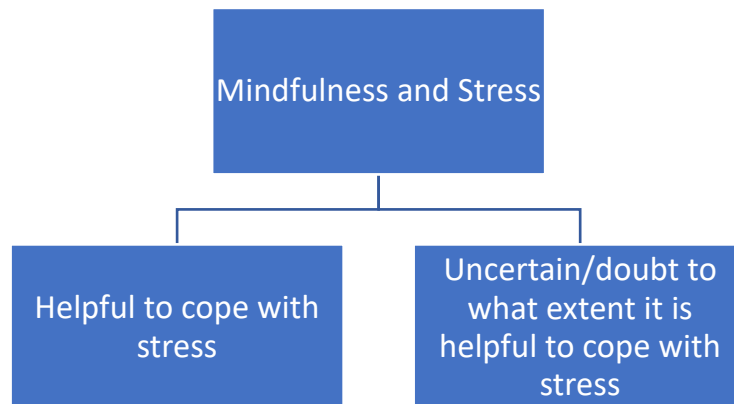 Mindfulness and Stress
Helpful to cope with
stress
Uncertain/doubt to
what extent it is
helpful to cope with
stress